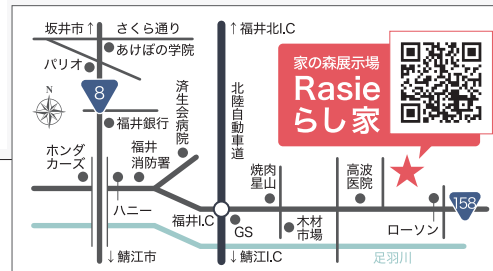 坂井市↑
さくら通り
あけぼの学院
パリオ
8
N
福井銀行
済生会病院
ホンダ
カーズ
福井
消防署
ハニー
↑福井北I.C
北陸自動車道
福井I.C
GS
↓鯖江市
↓鯖江I.C
家の森展示場
Rasie
らし家
焼肉
星山
高波
医院
木材
市場
ローソン
158
足羽川